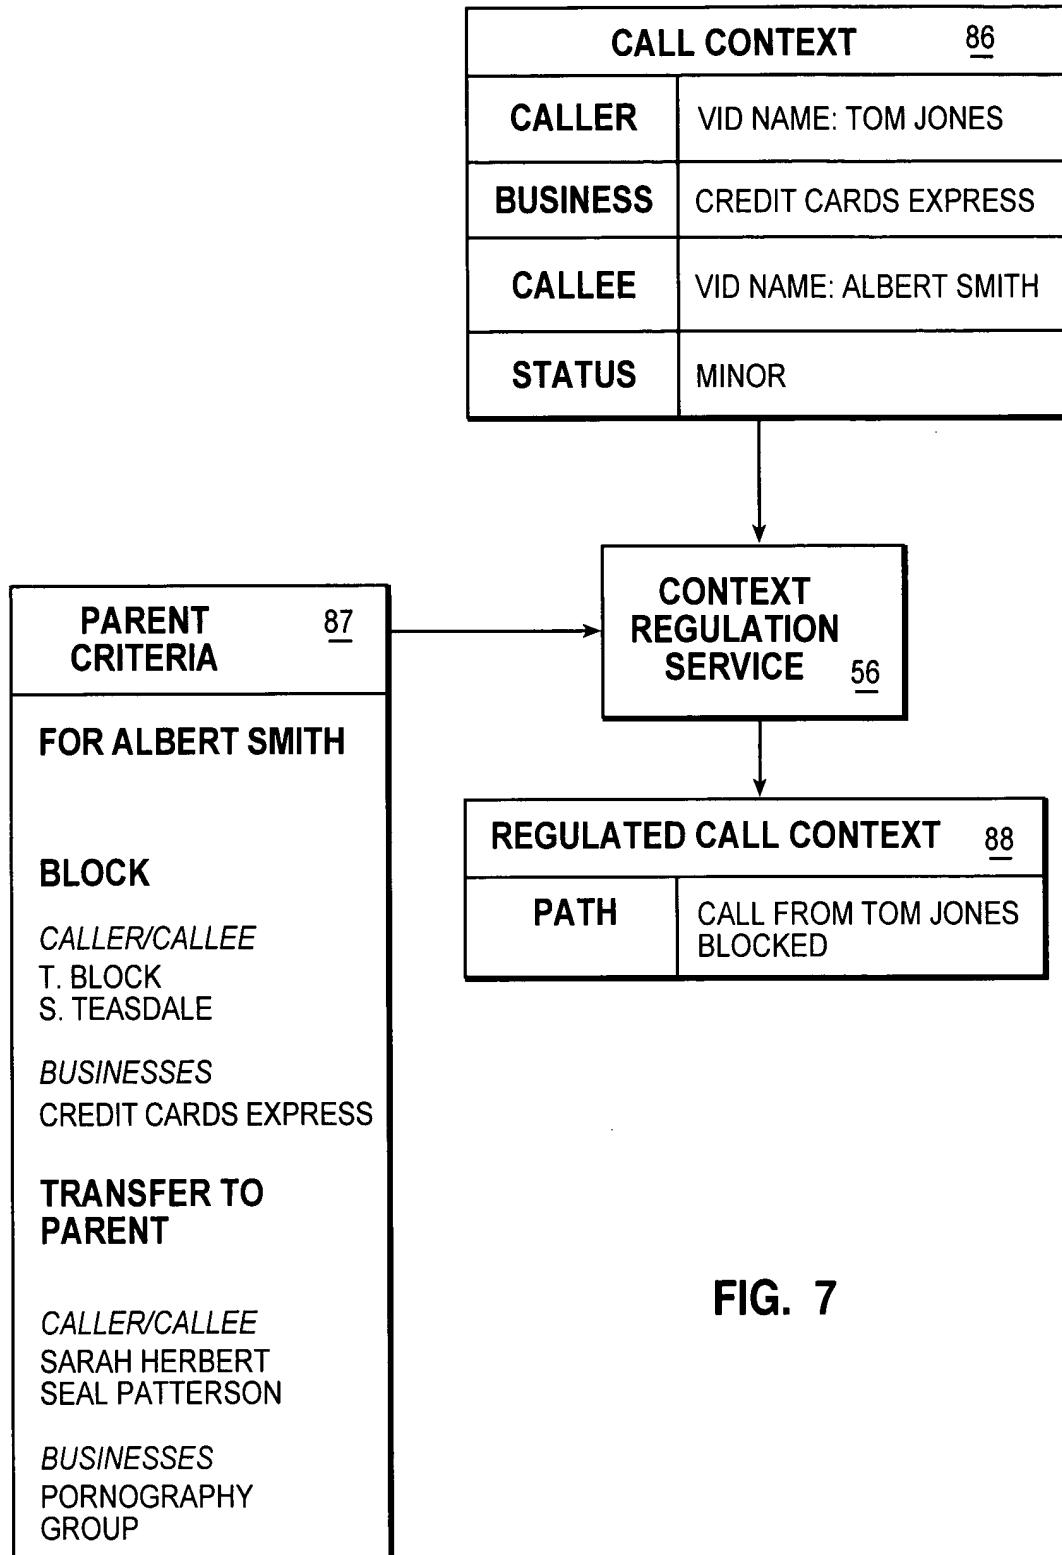 CALL CONTEXT 86
CALLER VID NAME: TOM JONES
BUSINESS CREDIT CARDS EXPRESS
CALLEE VID NAME: ALBERT SMITH
STATUS MINOR
CONTEXT
REGULATION
SERVICE 56
PARENT 87
CRITERIA
FOR ALBERT SMITH
BLOCK
CALLER/CALLEE
T. BLOCK
S. TEASDALE
BUSINESSES
CREDIT CARDS EXPRESS
TRANSFER TO
PARENT
CALLER/CALLEE
SARAH HERBERT
SEAL PATTERSON
BUSINESSES
PORNOGRAPHY
GROUP
REGULATED CALL CONTEXT 88
PATH CALL FROM TOM JONES
BLOCKED
FIG. 7